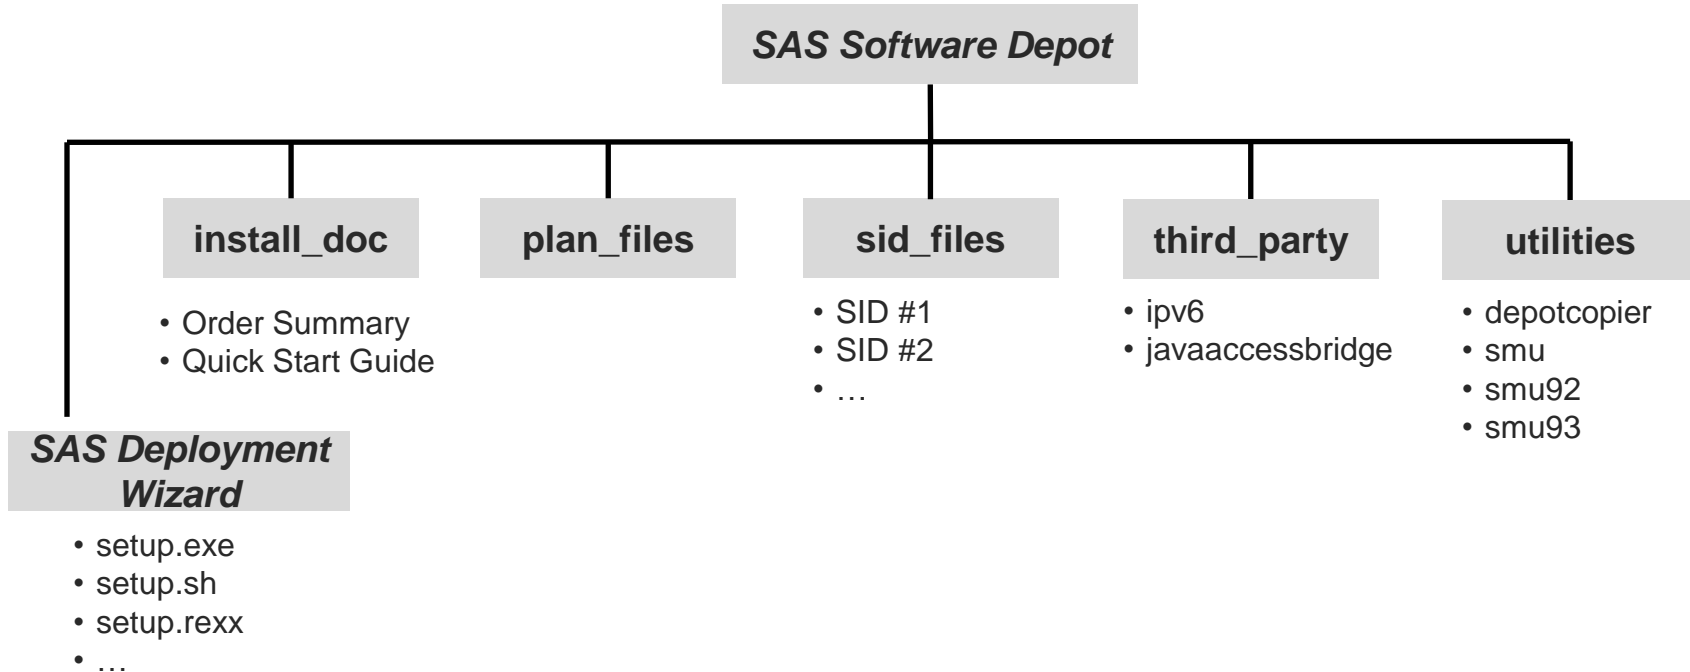 SAS Software Depot
install_doc
• Order Summary
• Quick Start Guide
plan_files
sid_files
• SID #1
• SID #2
• …
third_party
• ipv6
• javaaccessbridge
utilities
• depotcopier
• smu
• smu92
• smu93
SAS Deployment
Wizard
• setup.exe
• setup.sh
• setup.rexx
• …